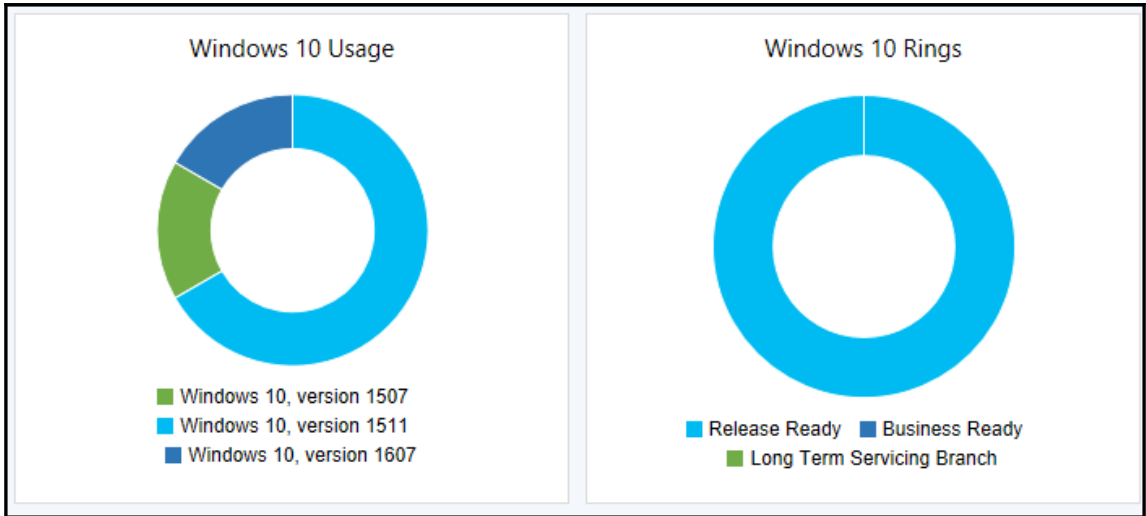 Windows 10 Usage
Windows 10, version 1507
Windows 10, version 1511
Windows 10, version 1607
Windows 10 Rings
Release Ready Business Ready
Long Term Servicing Branch